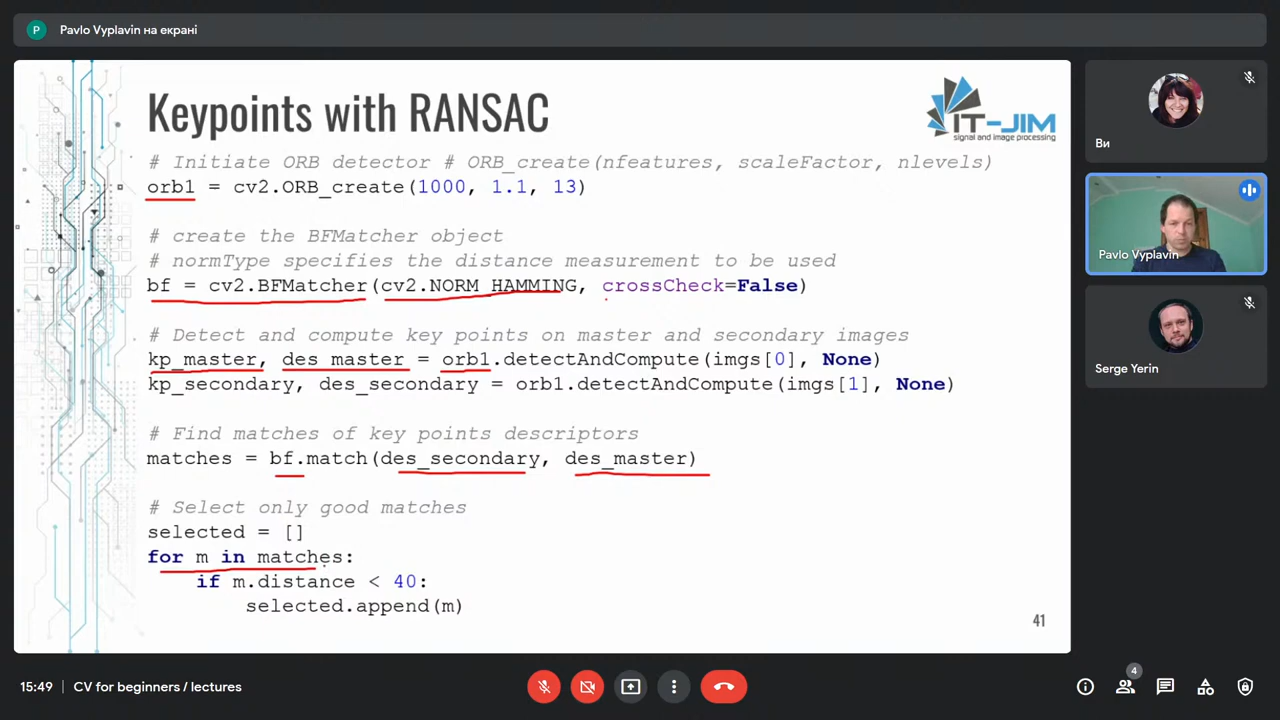 P
Pavlo Vyplavin на екрані
Keypoints with RANSAC
IT-JIM
signal and image processing
# Initiate ORB detector # ORB_create(nfeatures, scaleFactor, nlevels)
orb1 = cv2.ORB_create(1000, 1.1, 13)
# create the BFMatcher object
# normType specifies the distance measurement to be used
bf = cv2.BFMatcher(cv2.NORM_HAMMING, crossCheck=False)
# Detect and compute key points on master and secondary images
kp_master, des_master = orb1.detectAndCompute(imgs[0], None)
kp_secondary, des_secondary = orb1.detectAndCompute(imgs[1], None)
# Find matches of key points descriptors
matches = bf.match(des_secondary, des_master)
# Select only good matches
selected = []
for m in matches:
if m.distance < 40:
selected.append(m)
41
Ви
Pavlo Vyplavin
Serge Yerin
15:49 | CV for beginners / lectures
4